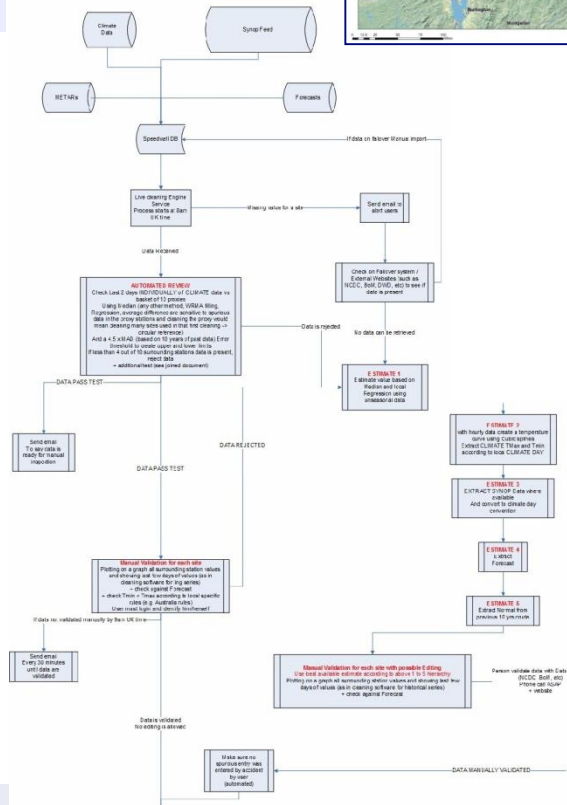 Climate
Data
Synop Feed
Burlington
Montpelier
METARs
Forecasts
Speedwell DB
If data on Failover Manual import
Live cleaning Engine
Service
Process starts at 8am
UK time
Missing value for a site
Send email to
alert users
Data Received
Check on Failover system /
External Websites (such as
NCDC, BoM, DWD, etc) to see if
data is present
AUTOMATED REVIEW
Check Last 2 days INDIVIDUALLY of CLIMATE data vs
basket of 10 proxies
Using Median (any other method, WRMA filling,
Regression, average difference are sensitive to spurious
data in the proxy stations and cleaning the proxy would
mean cleaning many sites used in that first cleaning ->
circular reference)
And a 4.5 xMAD (based on 10 years of past data) Error
threshold to create upper and lower limits
If less than 4 out of 10 surrounding stations data is present,
reject data
+ additional test (see joined document)
Data is rejected
No data can be retrieved
ESTIMATE 1
Estimate value based on
Median and local
Regression using
unseasonal data
DATA PASS TEST
Send email
To say data is
ready for manual
inspection
DATA REJECTED
DATA PASS TEST
ESTIMATE 2
with hourly data create a temperature
curve using Cubic splines
Extract CLIMATE TMax and Tmin
according to local CLIMATE DAY
ESTIMATE 3
EXTRACT SYNOP Data where
available
And convert to climate day
convention
ESTIMATE 4
Extract
Forecast
ESTIMATE 5
Extract Normal from
previous 10 years
Manual Validation for each site
Plotting on a graph all surrounding station values
and showing last few days of values (as in
cleaning software for long series)
+ check against Forecast
+ check Tmin < Tmax according to local specific
rules (e.g. Australia rules)
User must login and identify him/herself
If data not validated manually by 9am UK time
Send email
Every 30 minutes
until data are
validated
Manual Validation for each site with possible Editing
Use best available estimate according to above 1 to 5 hierarchy
Plotting on a graph all surrounding station values and showing last few
days of values (as in cleaning software for historical series)
+ check against Forecast
Person validate data with Data
(NCDC, BoM, etc)
Phone call ASAP
+ website
Data is validated
No editing is allowed
Make sure no
spurious entry was
entered by accident
by user
(automated)
DATA MANUALLY VALIDATED